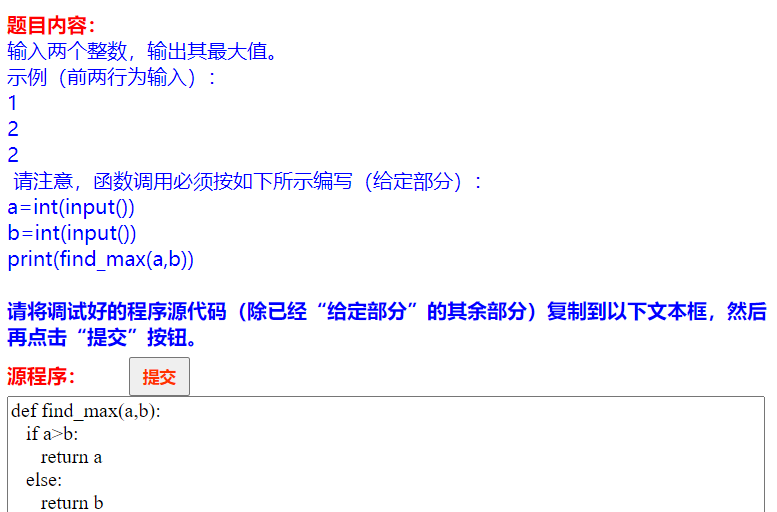 题目内容：
输入两个整数，输出其最大值。
示例（前两行为输入）：
1
2
2
请注意，函数调用必须按如下所示编写（给定部分）：
a=int(input())
b=int(input())
print(find_max(a,b))
请将调试好的程序源代码（除已经“给定部分”的其余部分）复制到以下文本框，然后
再点击“提交”按钮。
源程序： 提交
def find_max(a,b):
   if a>b:
      return a
   else:
      return b